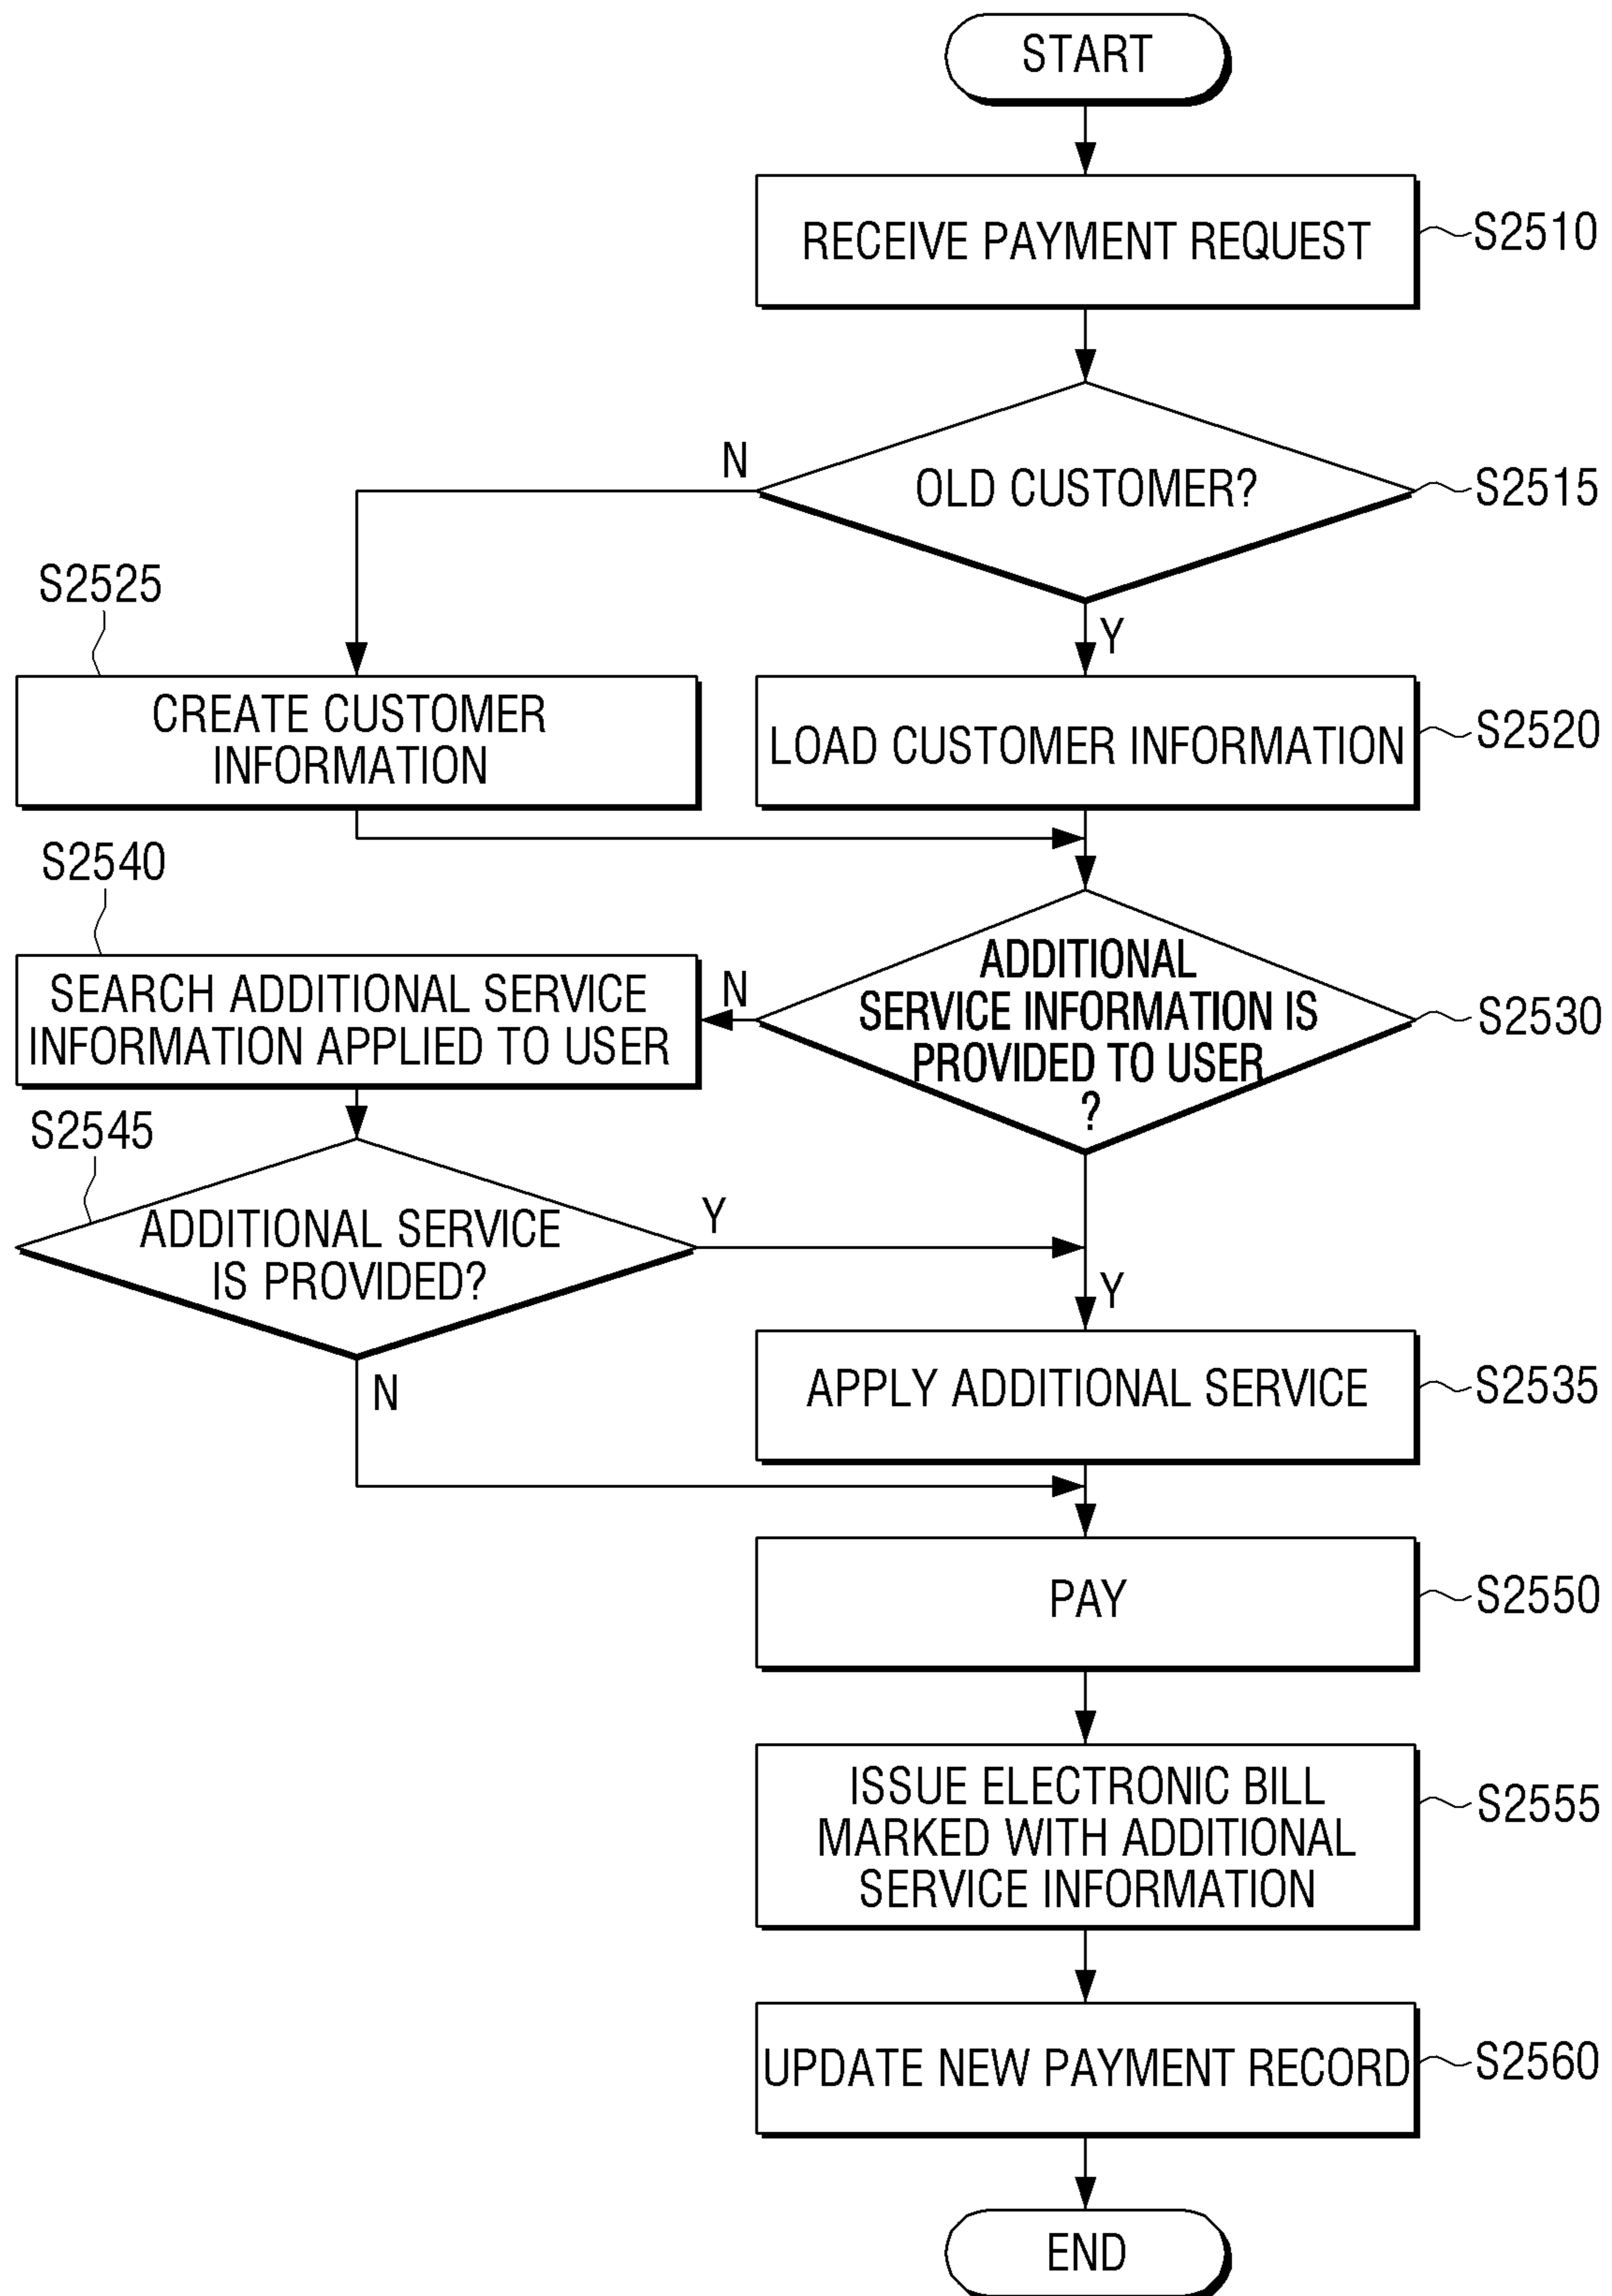 START
RECEIVE PAYMENT REQUEST
S2510
N
OLD CUSTOMER?
S2515
Y
S2525
CREATE CUSTOMER
INFORMATION
LOAD CUSTOMER INFORMATION
S2520
S2540
SEARCH ADDITIONAL SERVICE
INFORMATION APPLIED TO USER
N
ADDITIONAL
SERVICE INFORMATION IS
PROVIDED TO USER
?
S2530
S2545
ADDITIONAL SERVICE
IS PROVIDED?
Y
Y
N
APPLY ADDITIONAL SERVICE
S2535
PAY
S2550
ISSUE ELECTRONIC BILL
MARKED WITH ADDITIONAL
SERVICE INFORMATION
S2555
UPDATE NEW PAYMENT RECORD
S2560
END